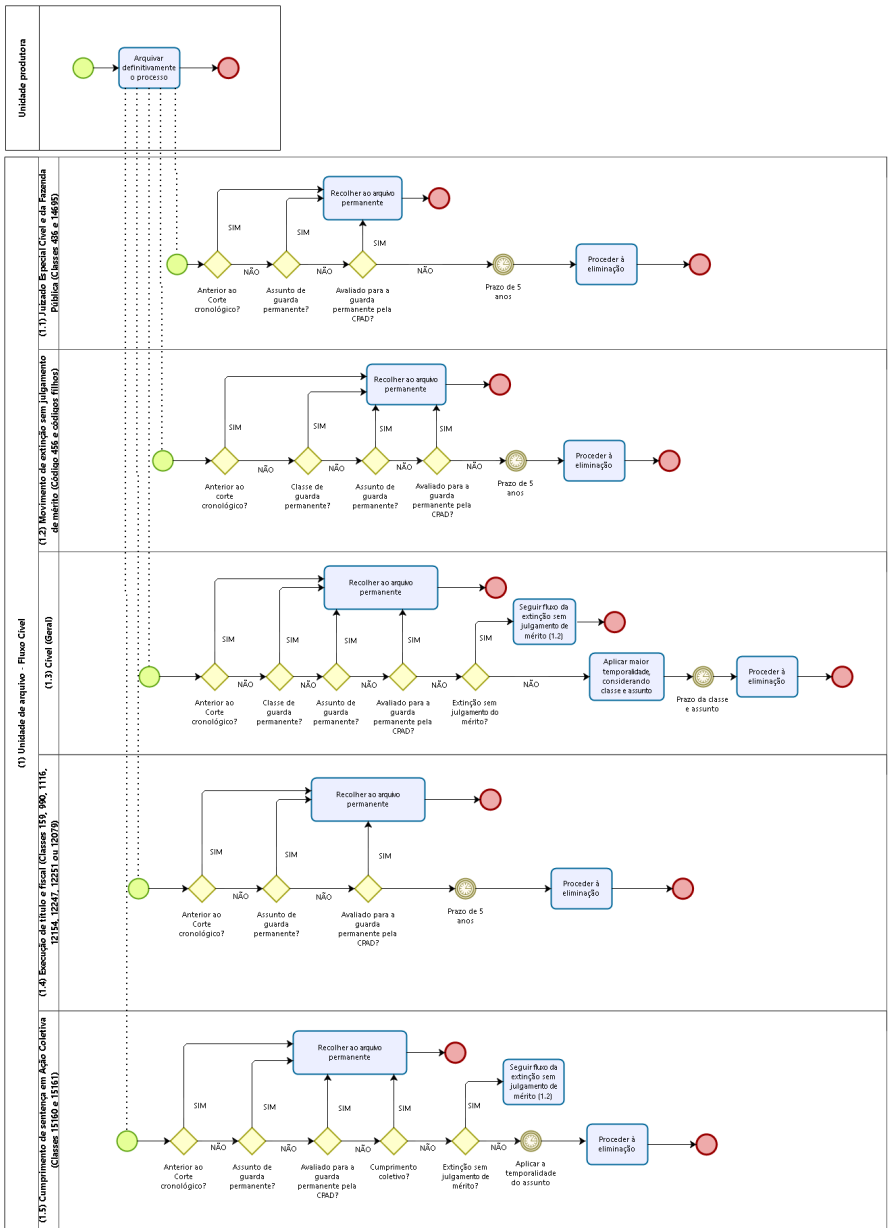 Unidade produtora
Arquivar
definitivamente
o processo
(1) Unidade de arquivo - Fluxo Cível
(1.1) Juizado Especial Cível e da Fazenda
Pública (Classes 436 e 14695)
Recolher ao arquivo
permanente
SIM
SIM
SIM
NÃO
NÃO
NÃO
Anterior ao
Corte
cronológico?
Assunto de
guarda
permanente?
Avaliado para a
guarda
permanente pela
CPAD?
Prazo de 5
anos
Proceder à
eliminação
(1.2) Movimento de extinção sem julgamento
de mérito (Código 456 e códigos filhos)
Recolher ao arquivo
permanente
SIM
SIM
SIM
SIM
NÃO
NÃO
NÃO
NÃO
Anterior ao
corte
cronológico?
Classe de
guarda
permanente?
Assunto de
guarda
permanente?
Avaliado para a
guarda
permanente pela
CPAD?
Prazo de 5
anos
Proceder à
eliminação
(1.3) Cível (Geral)
Recolher ao arquivo
permanente
SIM
SIM
SIM
SIM
SIM
Seguir fluxo da
extinção sem
julgamento de
mérito (1.2)
NÃO
NÃO
NÃO
NÃO
NÃO
Anterior ao
Corte
cronológico?
Classe de
guarda
permanente?
Assunto de
guarda
permanente?
Avaliado para a
guarda
permanente pela
CPAD?
Extinção sem
julgamento do
mérito?
Aplicar maior
temporalidade,
considerando
classe e assunto
Prazo da classe
e assunto
Proceder à
eliminação
(1.4) Execução de título e fiscal (Classes 159, 990, 1116,
12154, 12247, 12251 ou 12079)
Recolher ao arquivo
permanente
SIM
SIM
SIM
NÃO
NÃO
Anterior ao
Corte
cronológico?
Assunto de
guarda
permanente?
Avaliado para a
guarda
permanente pela
CPAD?
Prazo de 5
anos
Proceder à
eliminação
(1.5) Cumprimento de sentença em Ação Coletiva
(Classes 15160 e 15161)
Recolher ao arquivo
permanente
SIM
SIM
SIM
SIM
SIM
Seguir fluxo da
extinção sem
julgamento de
mérito (1.2)
NÃO
NÃO
NÃO
NÃO
NÃO
Anterior ao
Corte
cronológico?
Assunto de
guarda
permanente?
Avaliado para a
guarda
permanente pela
CPAD?
Cumprimento
coletivo?
Extinção sem
julgamento de
mérito?
Aplicar a
temporalidade
do assunto
Proceder à
eliminação